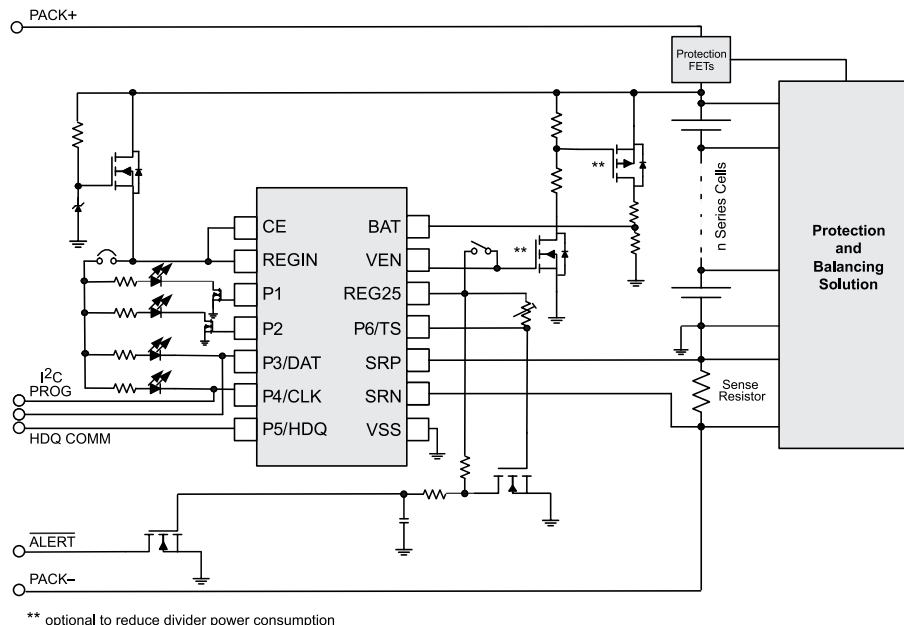 PACK+
Protection
FETs
**
n Series Cells
Protection
and
Balancing
Solution
CE
REGIN
P1
P2
P3/DAT
P4/CLK
P5/HDQ
BAT
VEN
REG25
P6/TS
SRP
SRN
VSS
**
I2C
PROG
HDQ COMM
Sense
Resistor
ALERT
PACK–
** optional to reduce divider power consumption